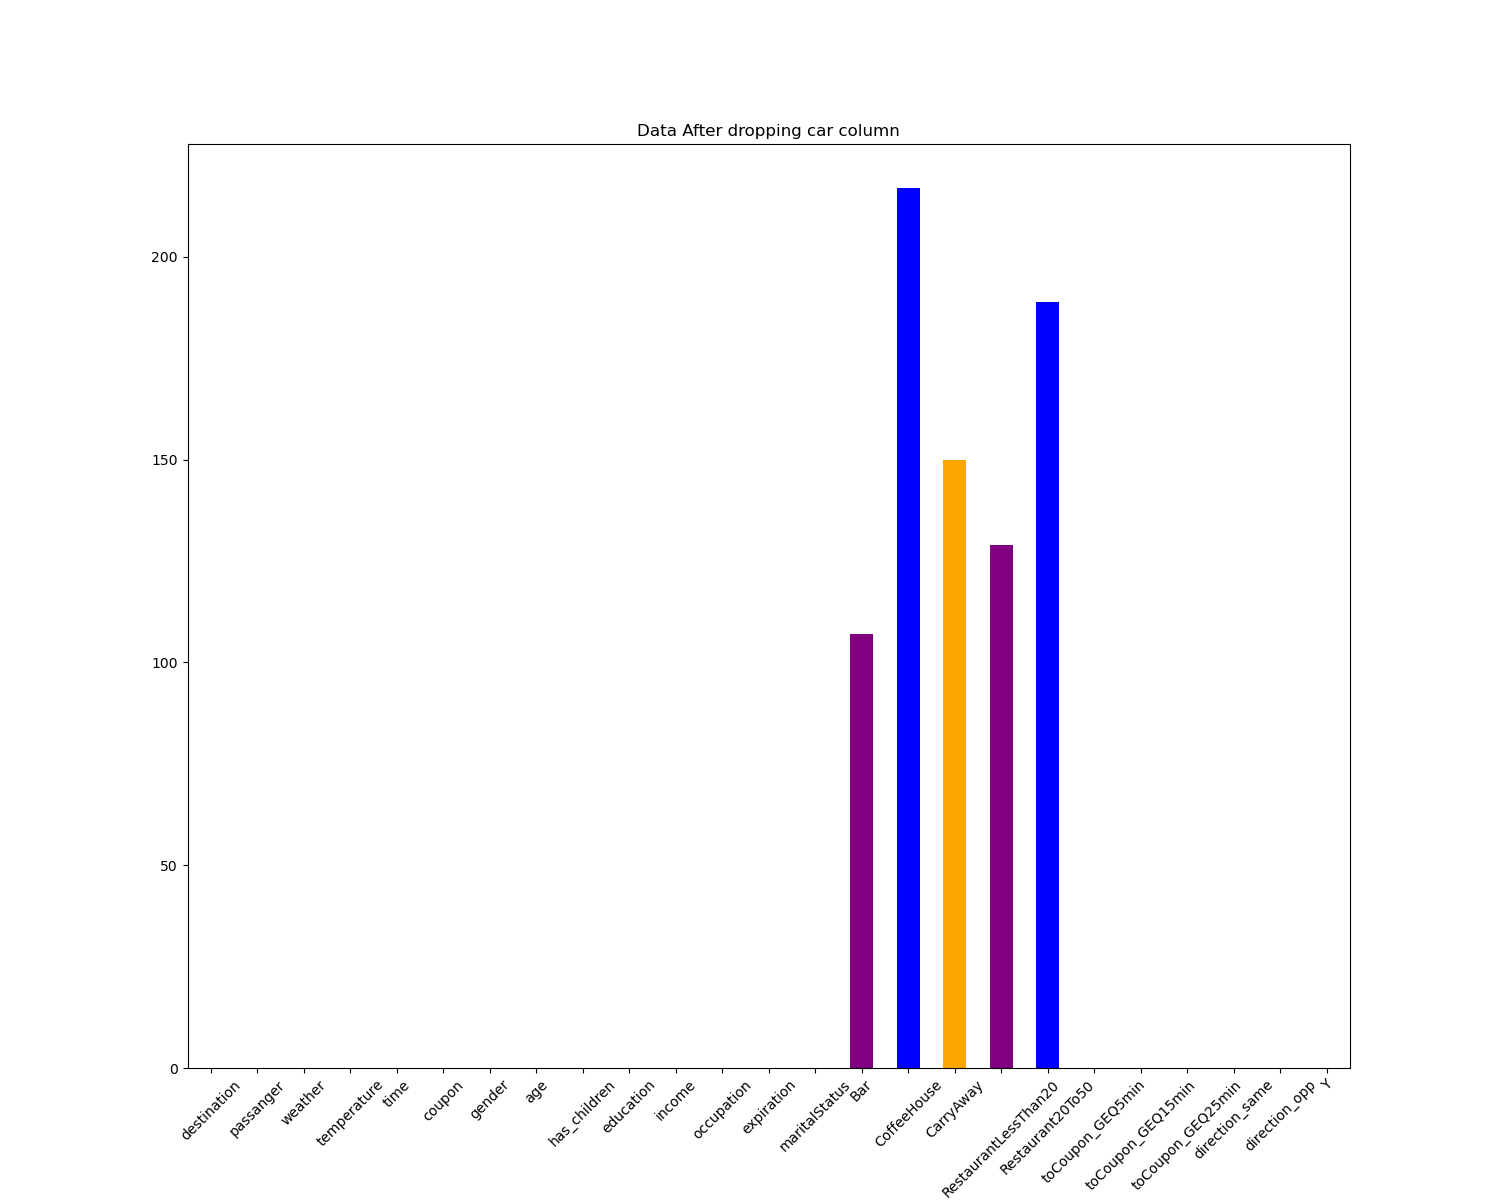 Data After dropping car column
200
150
100
50
0
destination
passanger
weather
temperature
time
coupon
gender
age
has_children
education
income
occupation
expiration
maritalStatus
Bar
CoffeeHouse
CarryAway
RestaurantLessThan20
Restaurant20To50
toCoupon_GEQ5min
toCoupon_GEQ15min
toCoupon_GEQ25min
direction_same
direction_opp
Y